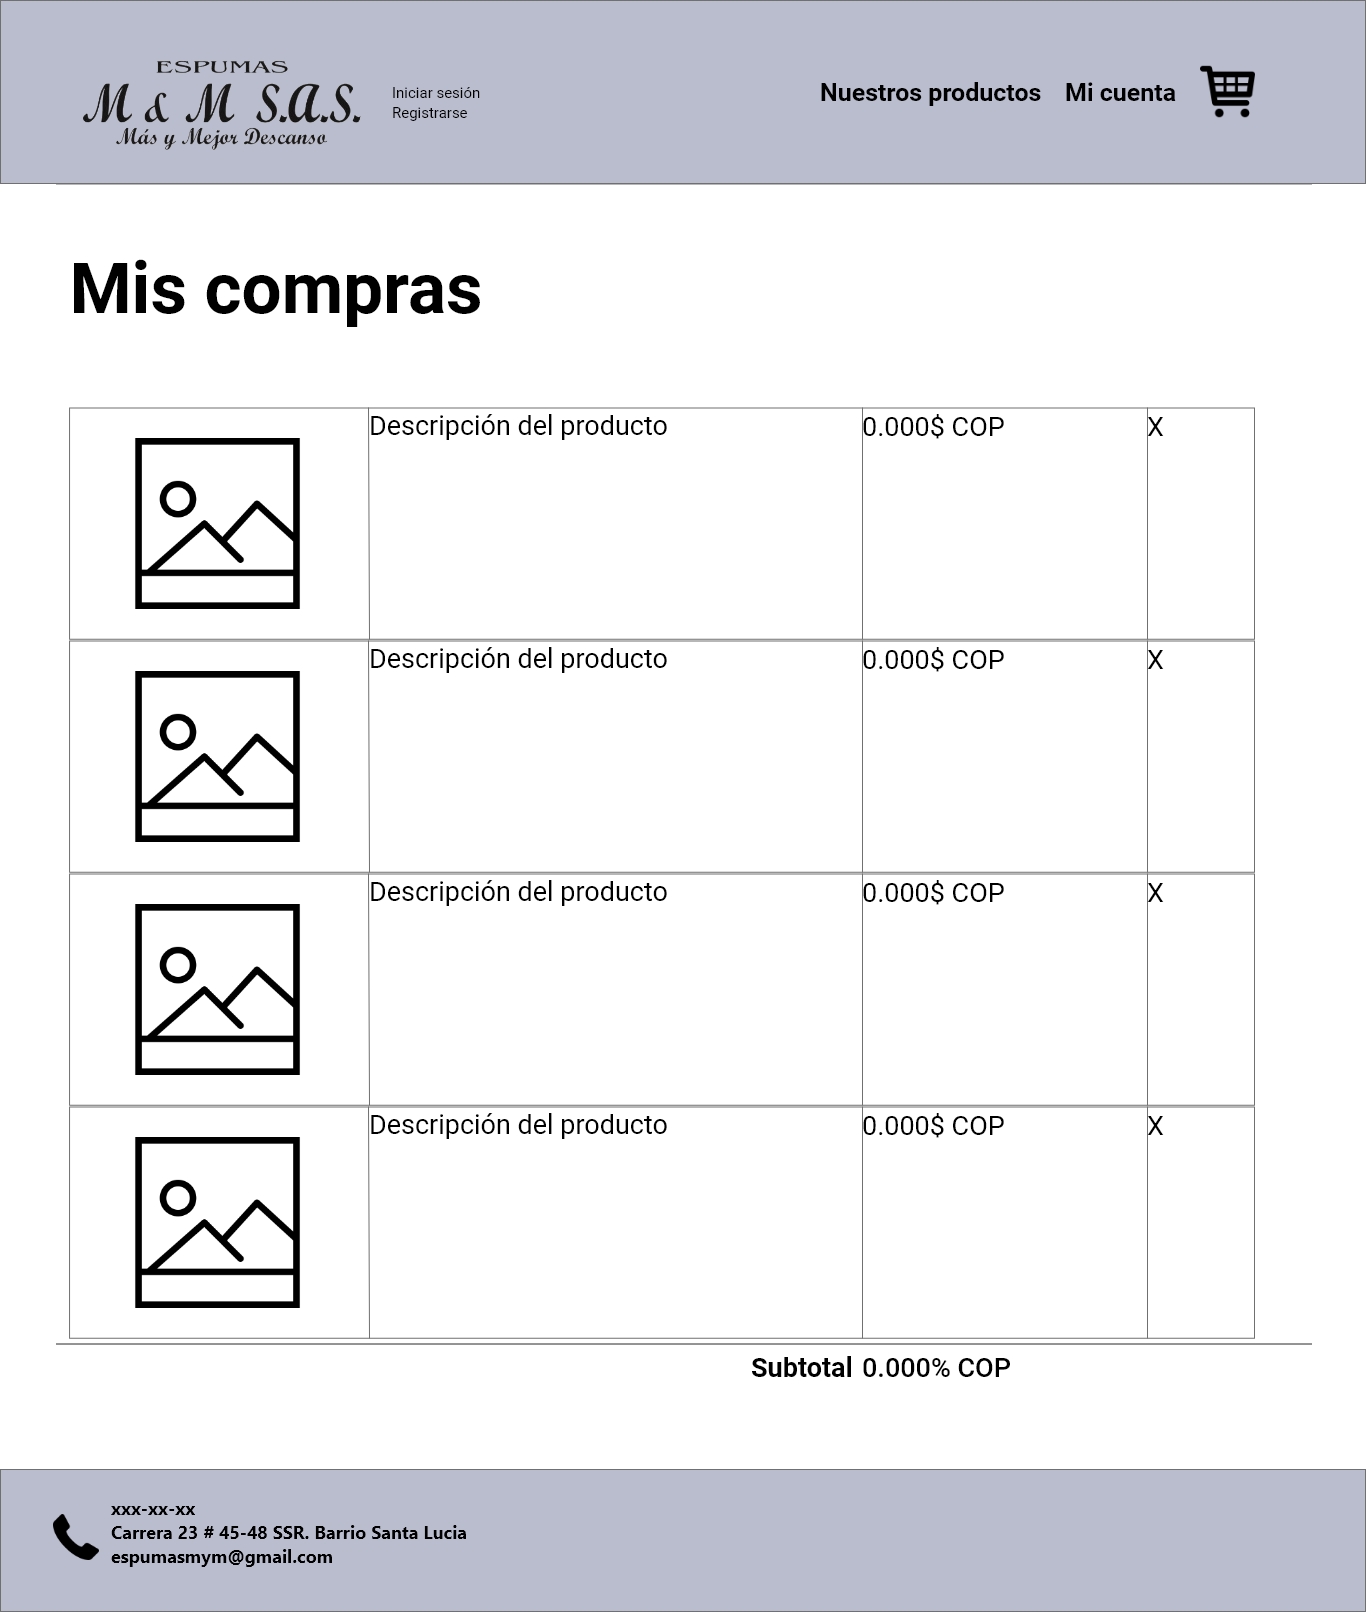 ESPUMAS
M & M S.A.S.
Más y Mejor Descanso
Iniciar sesión
Registrarse
Nuestros productos Mi cuenta
Mis compras
Descripción del producto 0.000$ COP X
Descripción del producto 0.000$ COP X
Descripción del producto 0.000$ COP X
Descripción del producto 0.000$ COP X
Subtotal 0.000% COP
xxx-xx-xx
Carrera 23 # 45-48 SSR. Barrio Santa Lucia
espumasmym@gmail.com